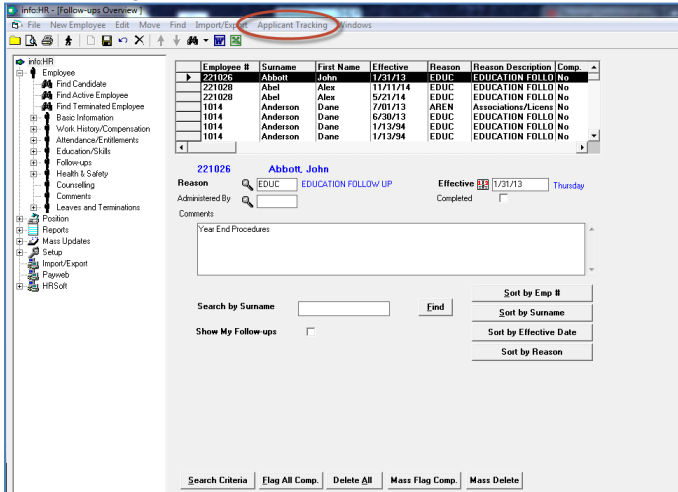 info:HR - [Follow-ups Overview ]
File New Employee Edit Move Find Import/Export Applicant Tracking Windows
info:HR
Employee
Find Candidate
Find Active Employee
Find Terminated Employee
Basic Information
Work History/Compensation
Attendance/Entitlements
Education/Skills
Follow-ups
Health & Safety
Counselling
Comments
Leaves and Terminations
Position
Reports
Mass Updates
Setup
Import/Export
Payweb
HRSoft
Employee # Surname First Name Effective Reason Reason Description Comp.
221026 Abbott John 1/31/13 EDUC EDUCATION FOLLO No
221028 Abel Alex 11/11/14 EDUC EDUCATION FOLLO No
221028 Abel Alex 5/21/14 EDUC EDUCATION FOLLO No
1014 Anderson Dane 7/01/13 AREN Associations/Licens No
1014 Anderson Dane 6/30/13 EDUC EDUCATION FOLLO No
1014 Anderson Dane 1/13/94 EDUC EDUCATION FOLLO No
1014 Anderson Dane 1/13/94 EDUC EDUCATION FOLLO No
221026 Abbott, John
Reason EDUC EDUCATION FOLLOW UP Effective 1/31/13 Thursday
Administered By Completed
Comments
Year End Procedures
Search by Surname Find
Show My Follow-ups
Sort by Emp #
Sort by Surname
Sort by Effective Date
Sort by Reason
Search Criteria Flag All Comp. Delete All Mass Flag Comp. Mass Delete